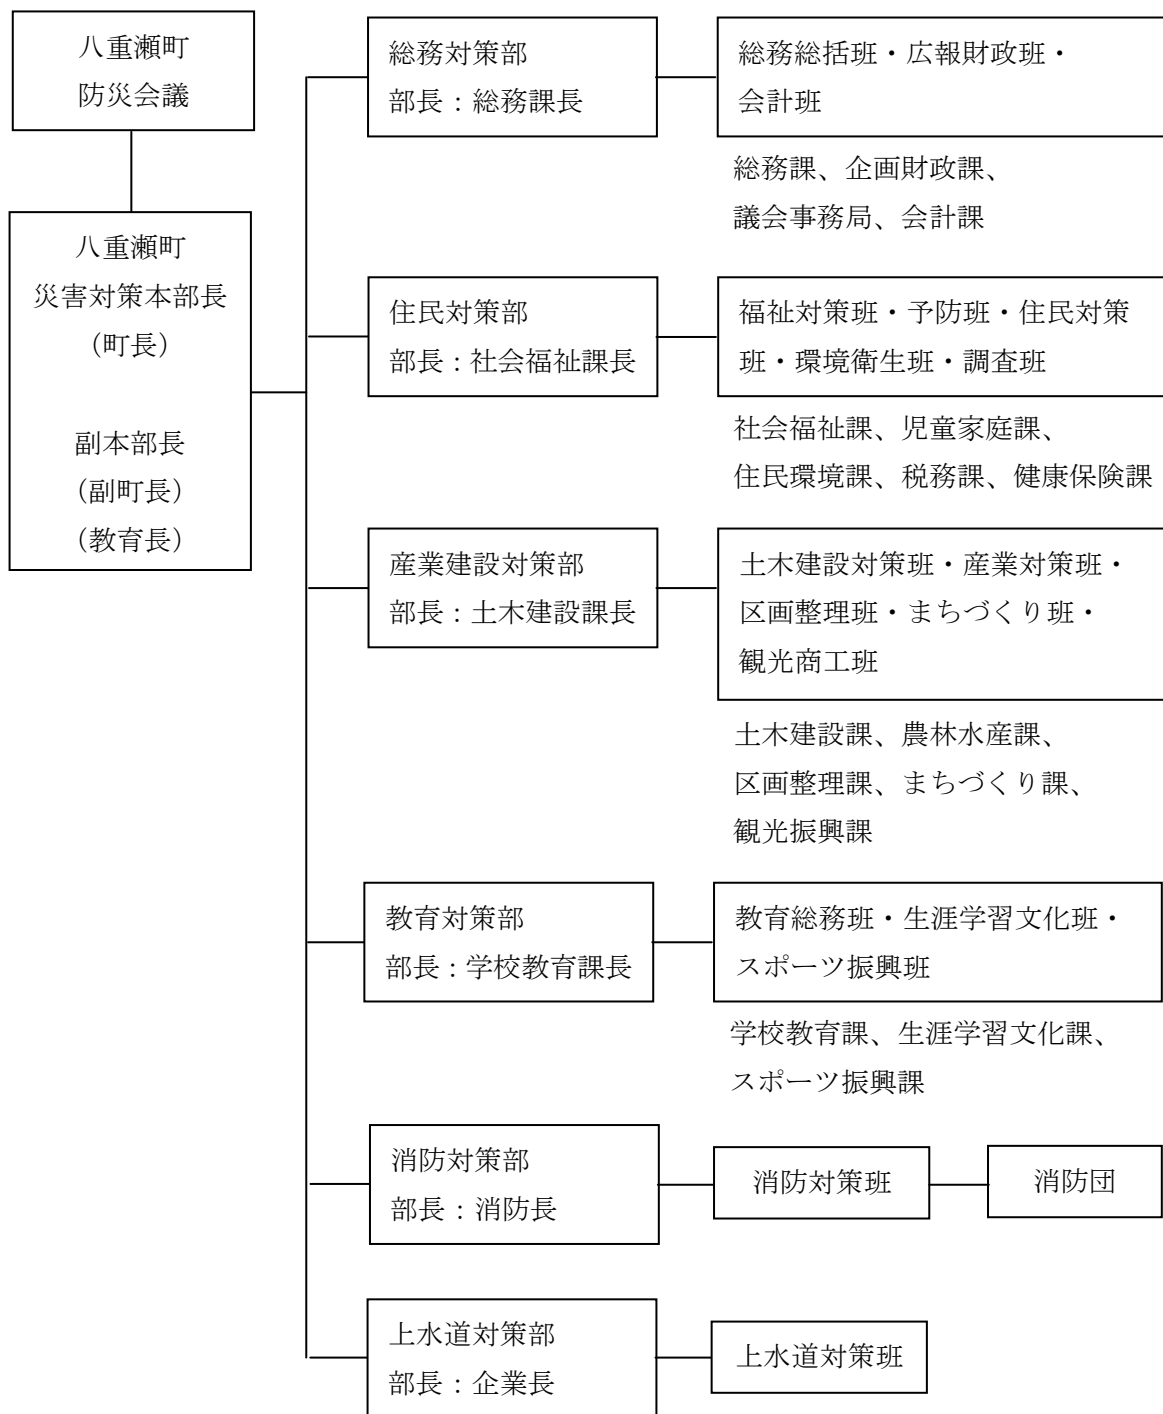 八重瀬町
防災会議
八重瀬町
災害対策本部長
（町長）
副本部長
（副町長）
（教育長）
総務対策部
部長：総務課長
総務総括班・広報財政班・
会計班
総務課、企画財政課、
議会事務局、会計課
住民対策部
部長：社会福祉課長
福祉対策班・予防班・住民対策
班・環境衛生班・調査班
社会福祉課、児童家庭課、
住民環境課、税務課、健康保険課
産業建設対策部
部長：土木建設課長
土木建設対策班・産業対策班・
区画整理班・まちづくり班・
観光商工班
土木建設課、農林水産課、
区画整理課、まちづくり課、
観光振興課
教育対策部
部長：学校教育課長
教育総務班・生涯学習文化班・
スポーツ振興班
学校教育課、生涯学習文化課、
スポーツ振興課
消防対策部
部長：消防長
消防対策班
消防団
上水道対策部
部長：企業長
上水道対策班